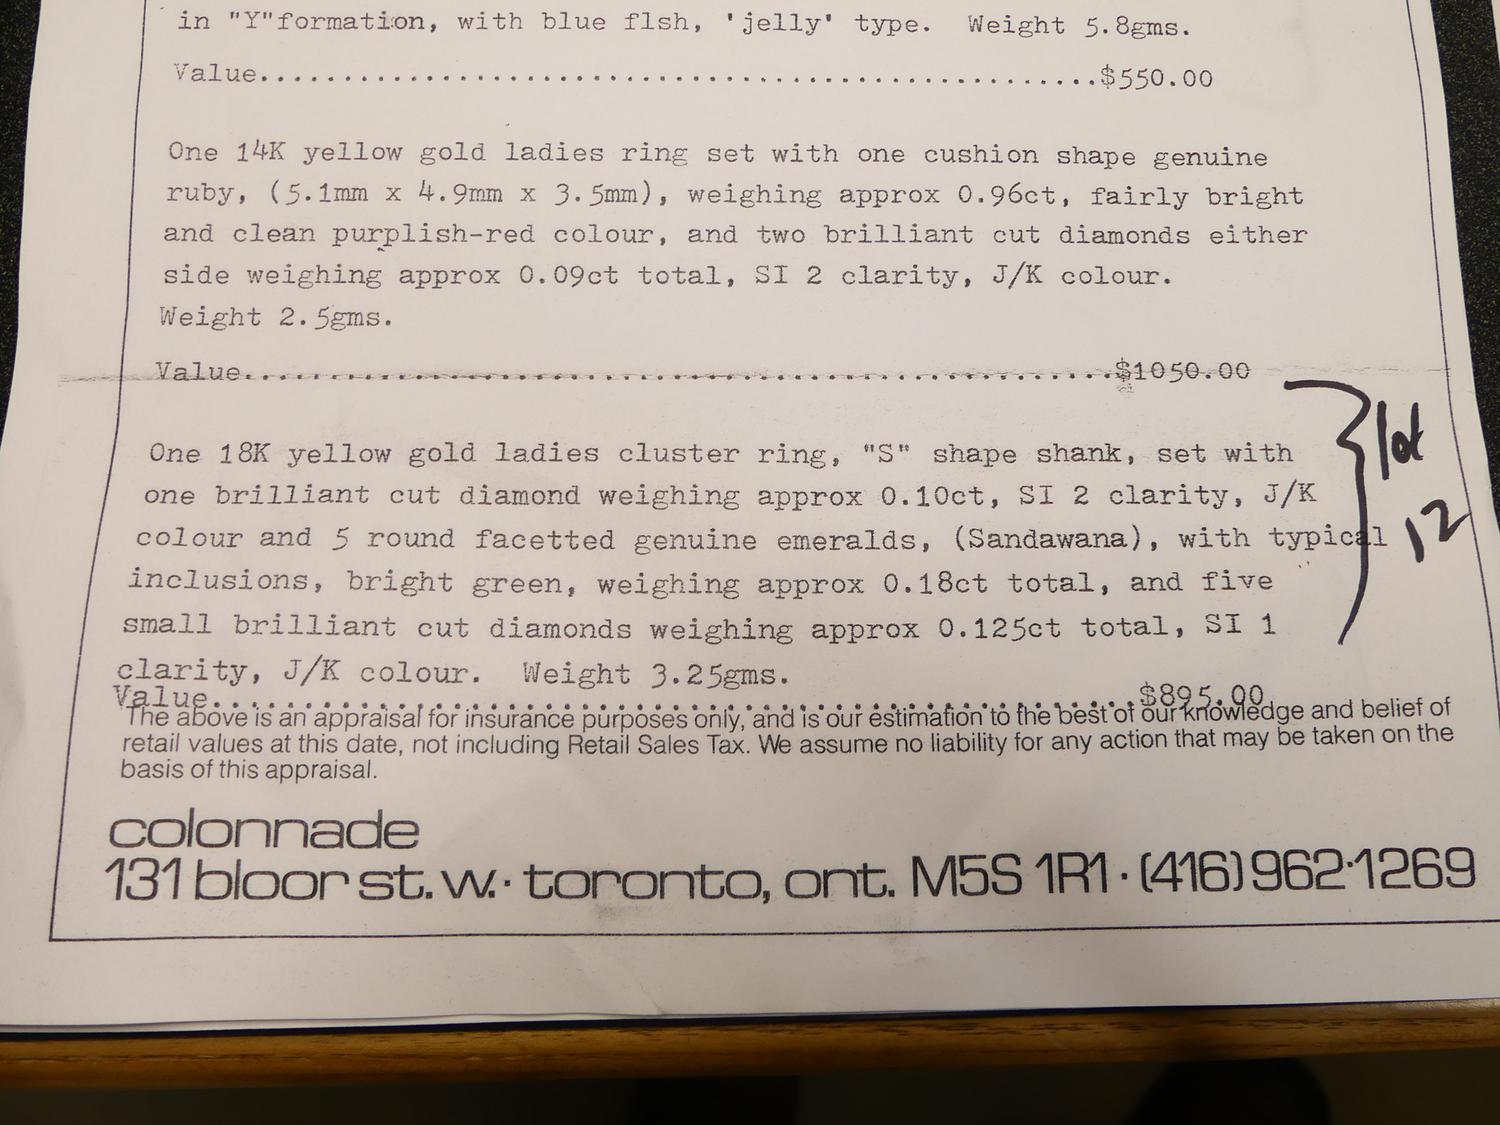 in "Y"formation, with blue flsh, 'jelly' type.  Weight 5.8gms.
Value................................................$550.00
One 14K yellow gold ladies ring set with one cushion shape genuine
ruby, (5.1mm x 4.9mm x 3.5mm), weighing approx 0.96ct, fairly bright
and clean purplish-red colour, and two brilliant cut diamonds either
side weighing approx 0.09ct total, SI 2 clarity, J/K colour.
Weight 2.5gms.
Value..................................................$1050.00
One 18K yellow gold ladies cluster ring, "S" shape shank, set with
one brilliant cut diamond weighing approx 0.10ct, SI 2 clarity, J/K
colour and 5 round facetted genuine emeralds, (Sandawana), with typical
inclusions, bright green, weighing approx 0.18ct total, and five
small brilliant cut diamonds weighing approx 0.125ct total, SI 1
clarity, J/K colour.  Weight 3.25gms.
Value..................................................$895.00
lot
12
The above is an appraisal for insurance purposes only, and is our estimation to the best of our knowledge and belief of
retail values at this date, not including Retail Sales Tax. We assume no liability for any action that may be taken on the
basis of this appraisal.
colonnade
131 bloor st. w. · toronto, ont. M5S 1R1 · (416) 962·1269